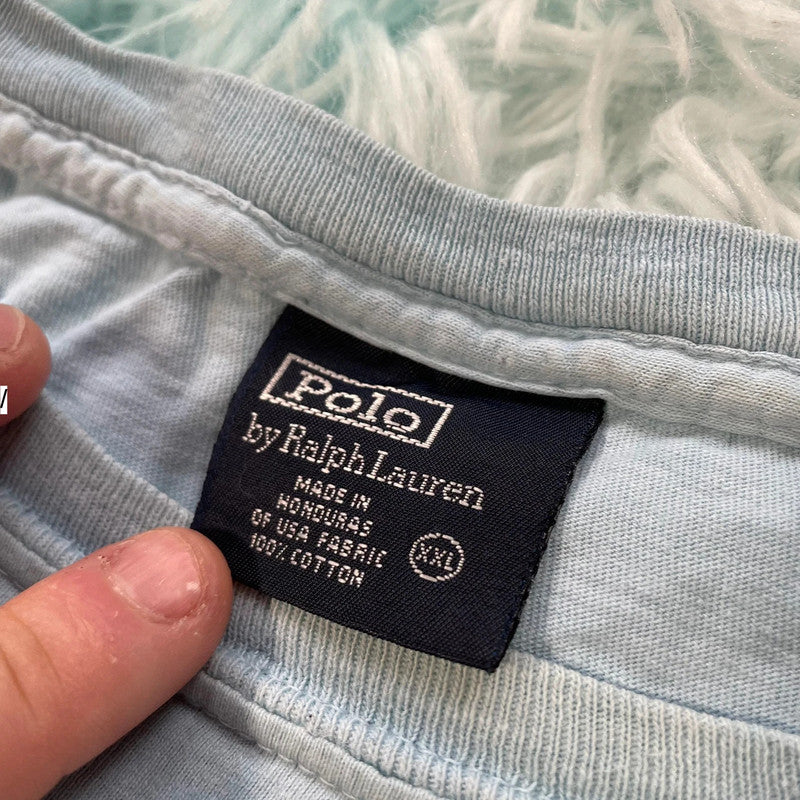 Polo
by Ralph Lauren
MADE IN
HONDURAS
OF USA FABRIC
100% COTTON
XXL